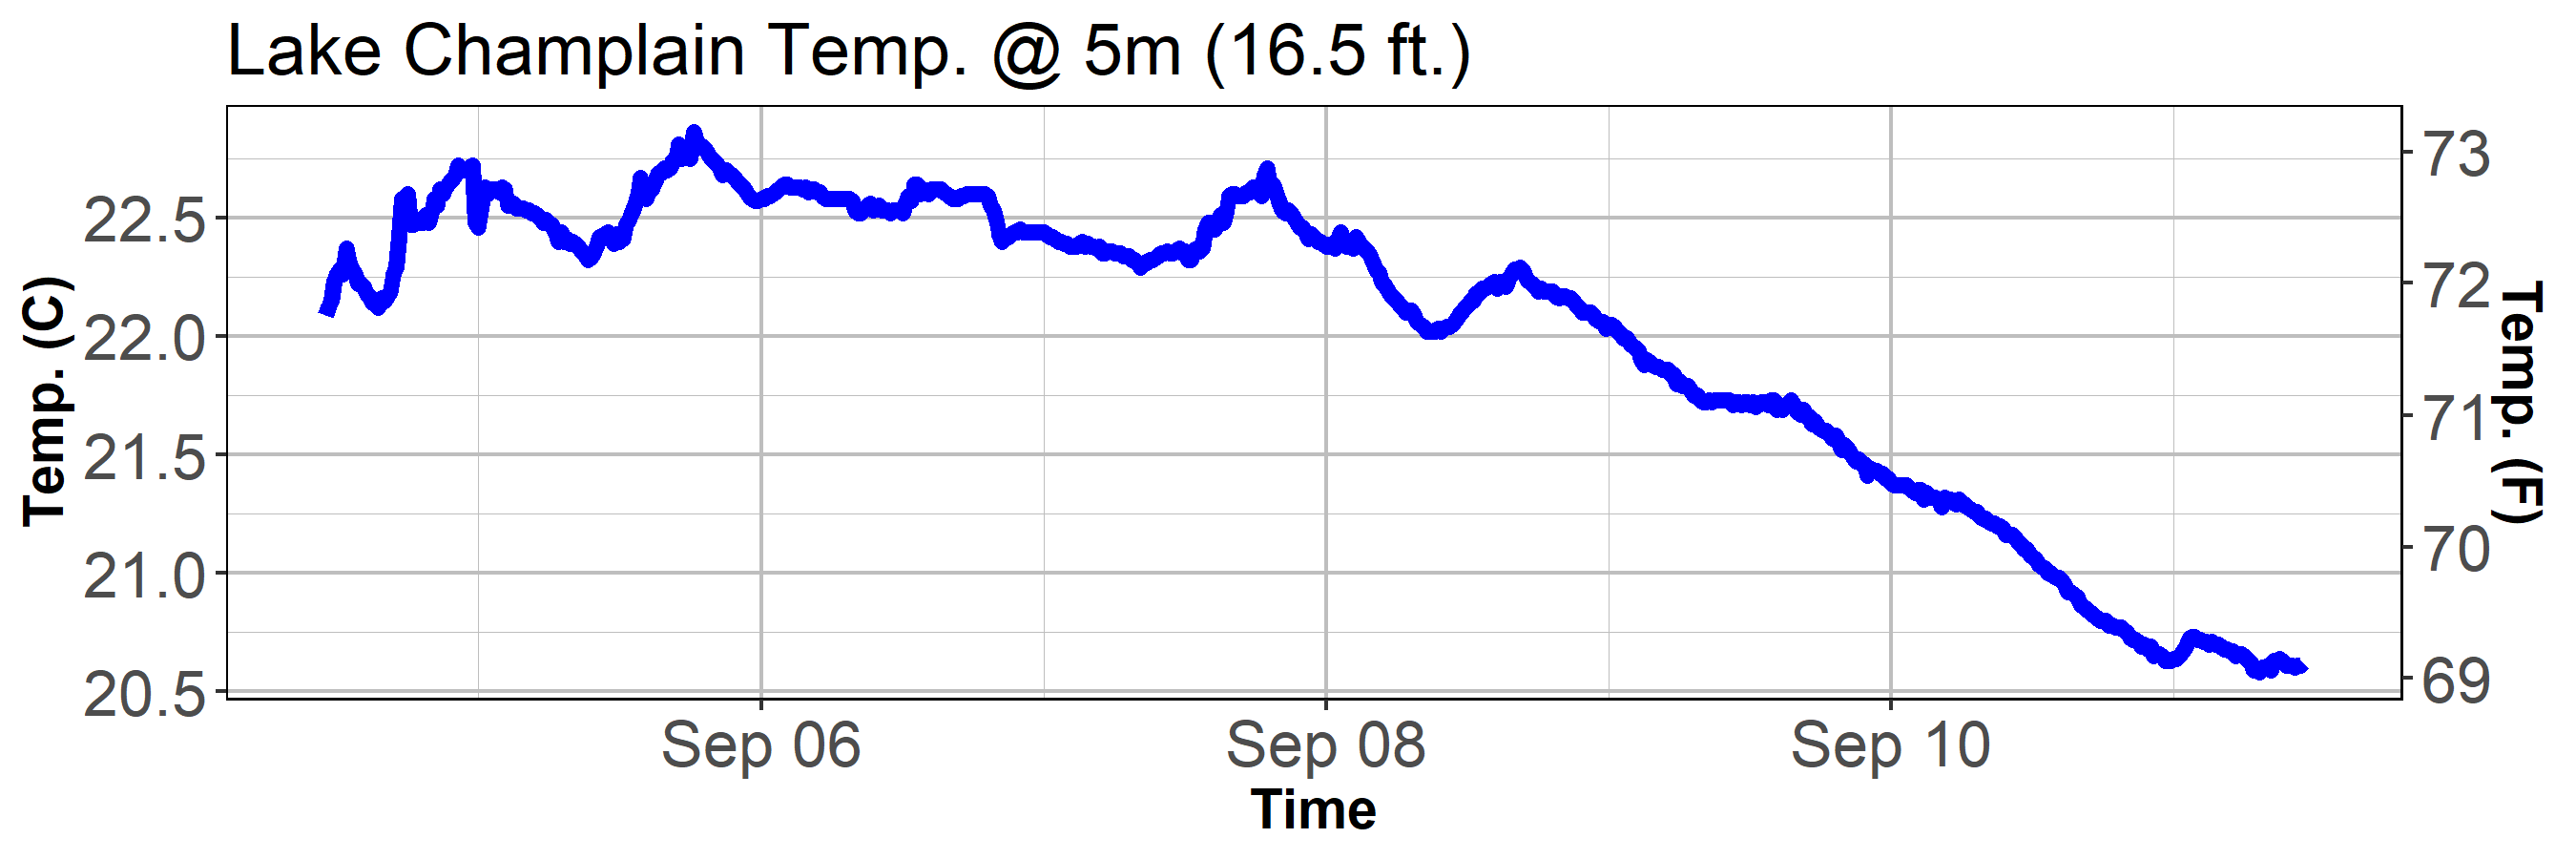 Lake Champlain Temp. @ 5m (16.5 ft.)
Temp. (C)
22.5
22.0
21.5
21.0
20.5
73
72
71
70
69
Temp. (F)
Sep 06
Sep 08
Sep 10
Time